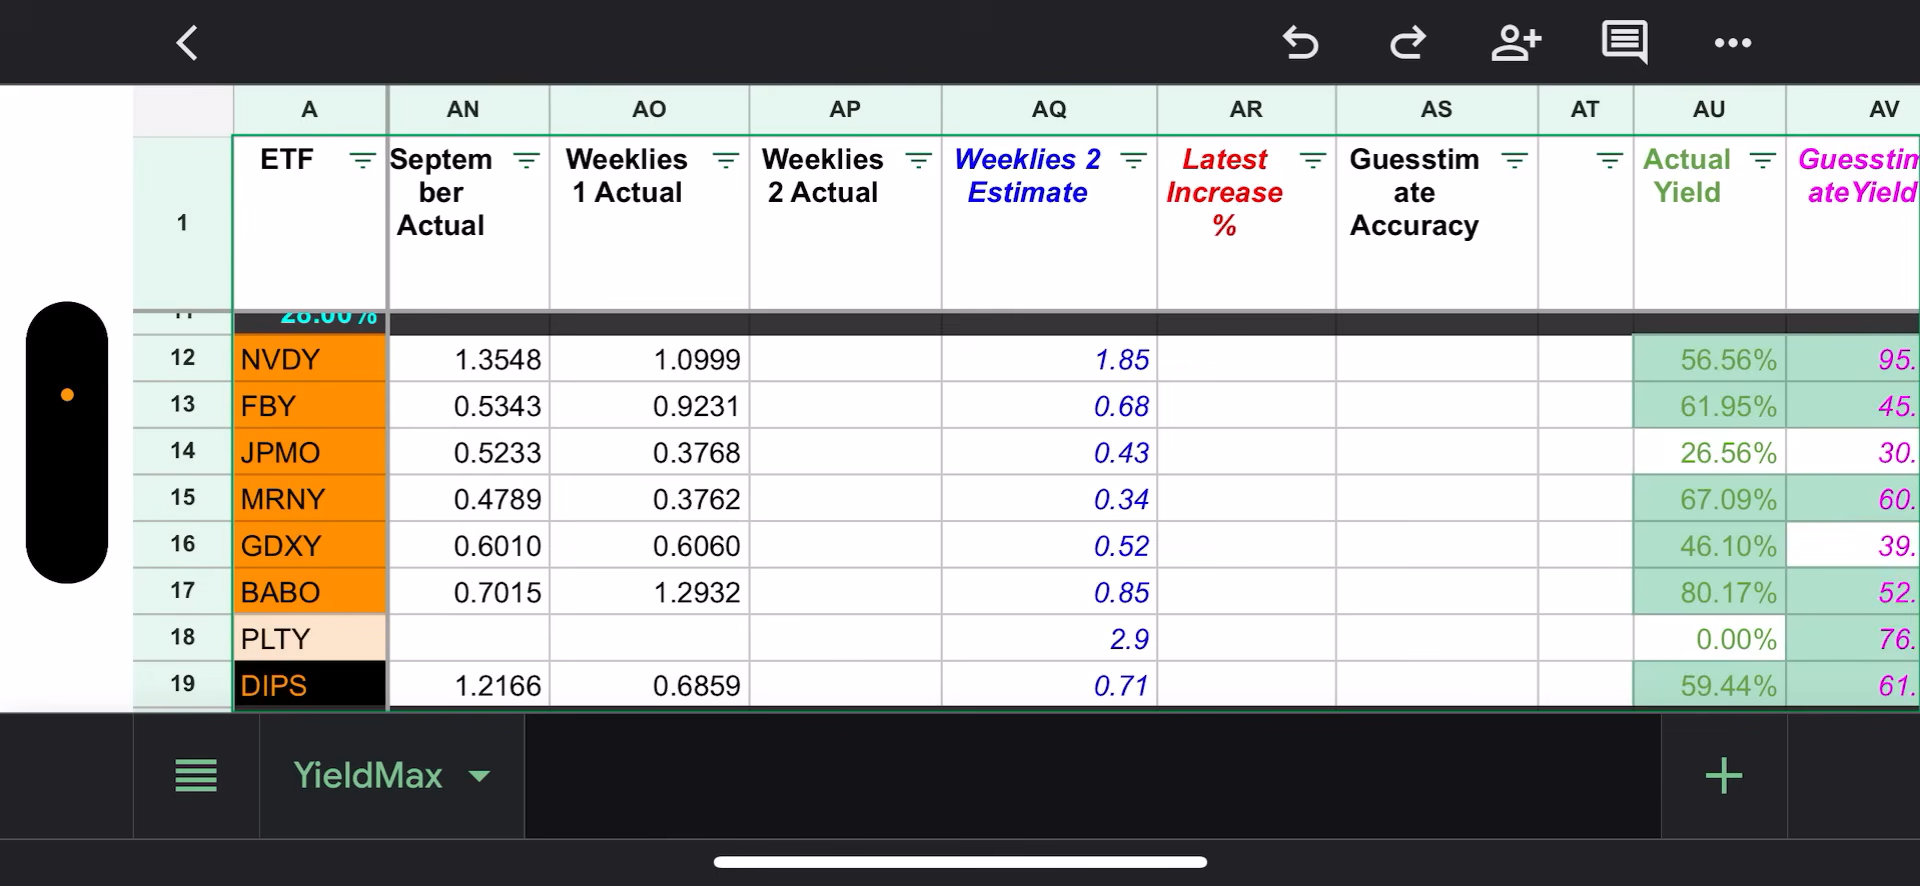 A AN AO AP AQ AR AS AT AU AV
1 ETF Septem ber Actual Weeklies 1 Actual Weeklies 2 Actual Weeklies 2 Estimate Latest Increase % Guesstim ate Accuracy Actual Yield Guesstim ateYield
11 28.00%
12 NVDY 1.3548 1.0999 1.85 56.56% 95.
13 FBY 0.5343 0.9231 0.68 61.95% 45.
14 JPMO 0.5233 0.3768 0.43 26.56% 30.
15 MRNY 0.4789 0.3762 0.34 67.09% 60.
16 GDXY 0.6010 0.6060 0.52 46.10% 39.
17 BABO 0.7015 1.2932 0.85 80.17% 52.
18 PLTY 2.9 0.00% 76.
19 DIPS 1.2166 0.6859 0.71 59.44% 61.
YieldMax